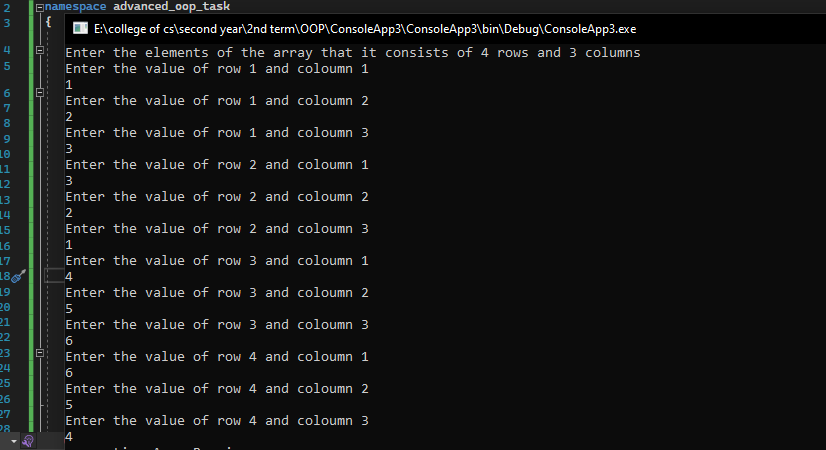 2 namespace advanced_oop_task
3 {
E:\college of cs\second year\2nd term\OOP\ConsoleApp3\ConsoleApp3\bin\Debug\ConsoleApp3.exe
4 Enter the elements of the array that it consists of 4 rows and 3 columns
5 Enter the value of row 1 and coloumn 1
1
6 Enter the value of row 1 and coloumn 2
7
8 2
9 Enter the value of row 1 and coloumn 3
10 3
11 Enter the value of row 2 and coloumn 1
12 3
13 Enter the value of row 2 and coloumn 2
14 2
15 Enter the value of row 2 and coloumn 3
16 1
17 Enter the value of row 3 and coloumn 1
18 4
19 Enter the value of row 3 and coloumn 2
20 5
21 Enter the value of row 3 and coloumn 3
22 6
23 Enter the value of row 4 and coloumn 1
24 6
25 Enter the value of row 4 and coloumn 2
26 5
27 Enter the value of row 4 and coloumn 3
28 4